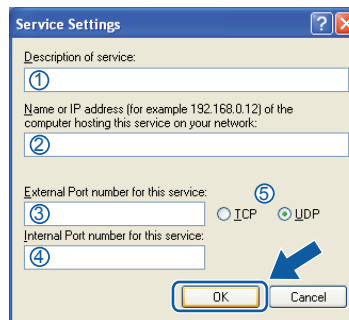 Service Settings
Description of service:
①
Name or IP address (for example 192.168.0.12) of the
computer hosting this service on your network:
②
External Port number for this service:
⑤
③
TCP
UDP
Internal Port number for this service:
④
OK
Cancel